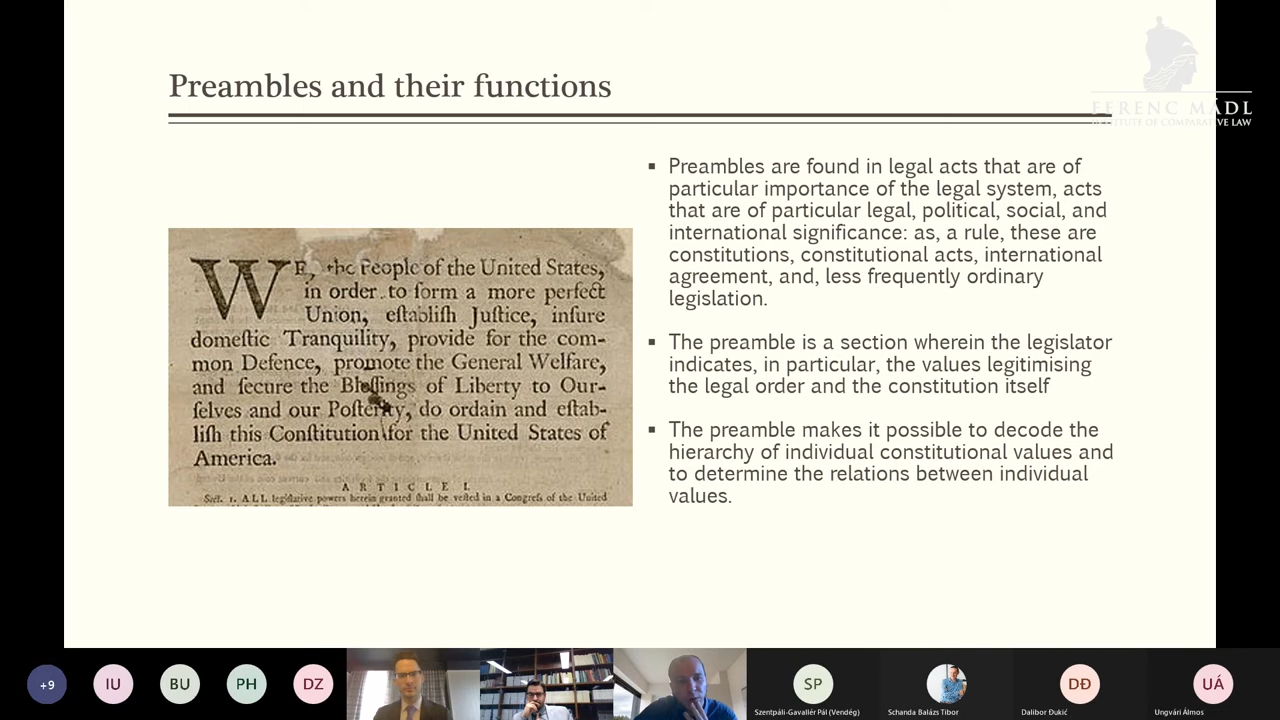 Preambles and their functions
FERENC MÁDL
INSTITUTE OF COMPARATIVE LAW
▪ Preambles are found in legal acts that are of
particular importance of the legal system, acts
that are of particular legal, political, social, and
international significance: as, a rule, these are
constitutions, constitutional acts, international
agreement, and, less frequently ordinary
legislation.
▪ The preamble is a section wherein the legislator
indicates, in particular, the values legitimising
the legal order and the constitution itself
▪ The preamble makes it possible to decode the
hierarchy of individual constitutional values and
to determine the relations between individual
values.
WE, the People of the United States,
in order to form a more perfect
Union, eſtabliſh Juſtice, inſure
domeſtic Tranquility, provide for the com-
mon Defence, promote the General Welfare,
and ſecure the Bleſſings of Liberty to Our-
ſelves and our Poſterity, do ordain and eſtab-
liſh this Conſtitution for the United States of
America.
ARTICLE I.
Sect. 1. ALL legiſlative powers herein granted ſhall be veſted in a Congreſs of the United
+9
IU
BU
PH
DZ
SP
DĐ
UÁ
Szentpáli-Gavallér Pál (Vendég)
Schanda Balázs Tibor
Dalibor Đukić
Ungvári Álmos